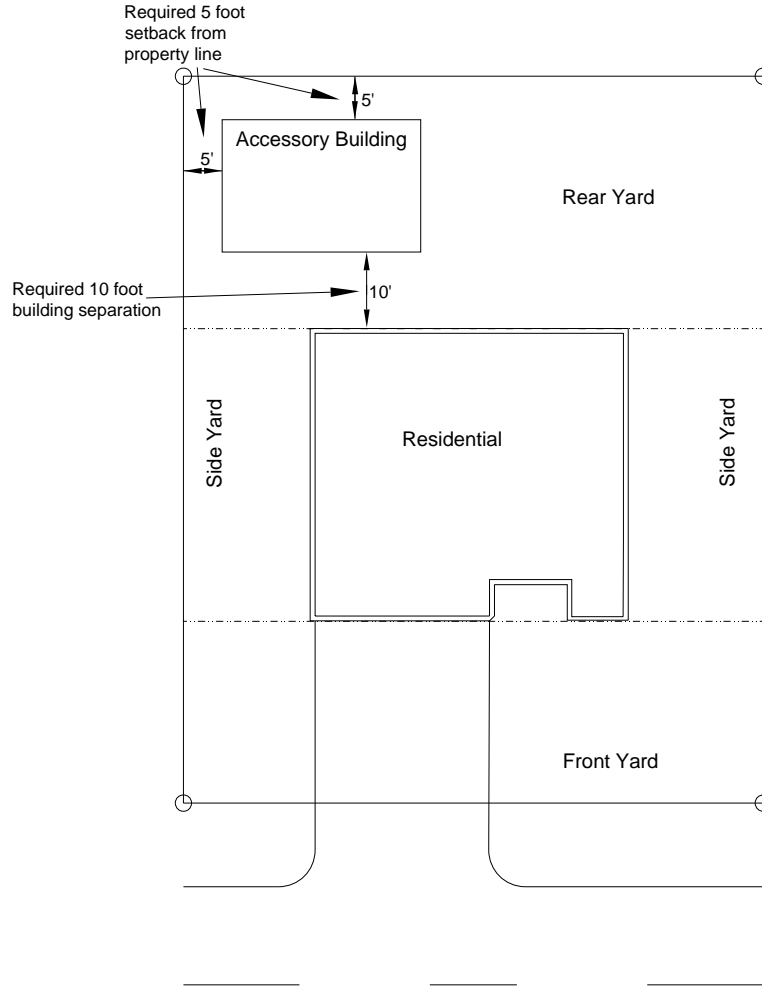 Required 5 foot
setback from
property line
5'
Accessory Building
5'
Rear Yard
Required 10 foot
building separation
10'
Side Yard
Residential
Side Yard
Front Yard